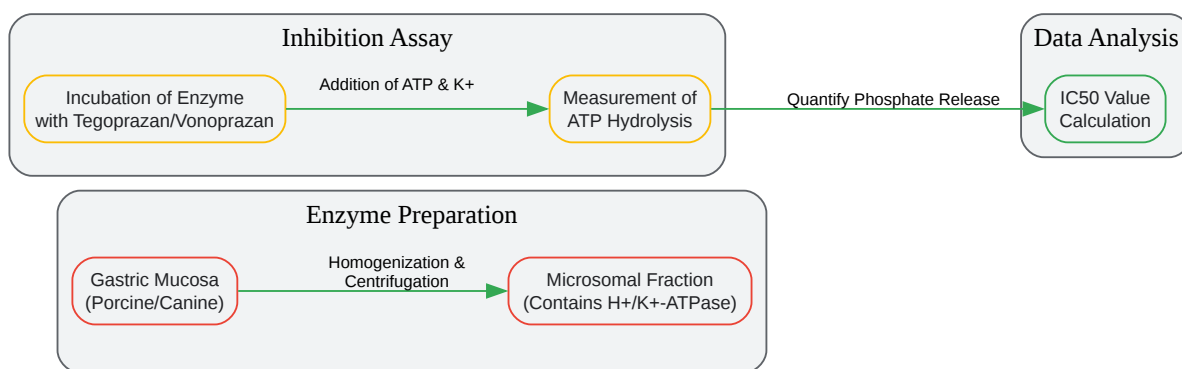 Inhibition Assay
Incubation of Enzyme
with Tegoprazan/Vonoprazan
Addition of ATP & K+
Measurement of
ATP Hydrolysis
Quantify Phosphate Release
Data Analysis
IC50 Value
Calculation
Enzyme Preparation
Gastric Mucosa
(Porcine/Canine)
Homogenization &
Centrifugation
Microsomal Fraction
(Contains H+/K+-ATPase)